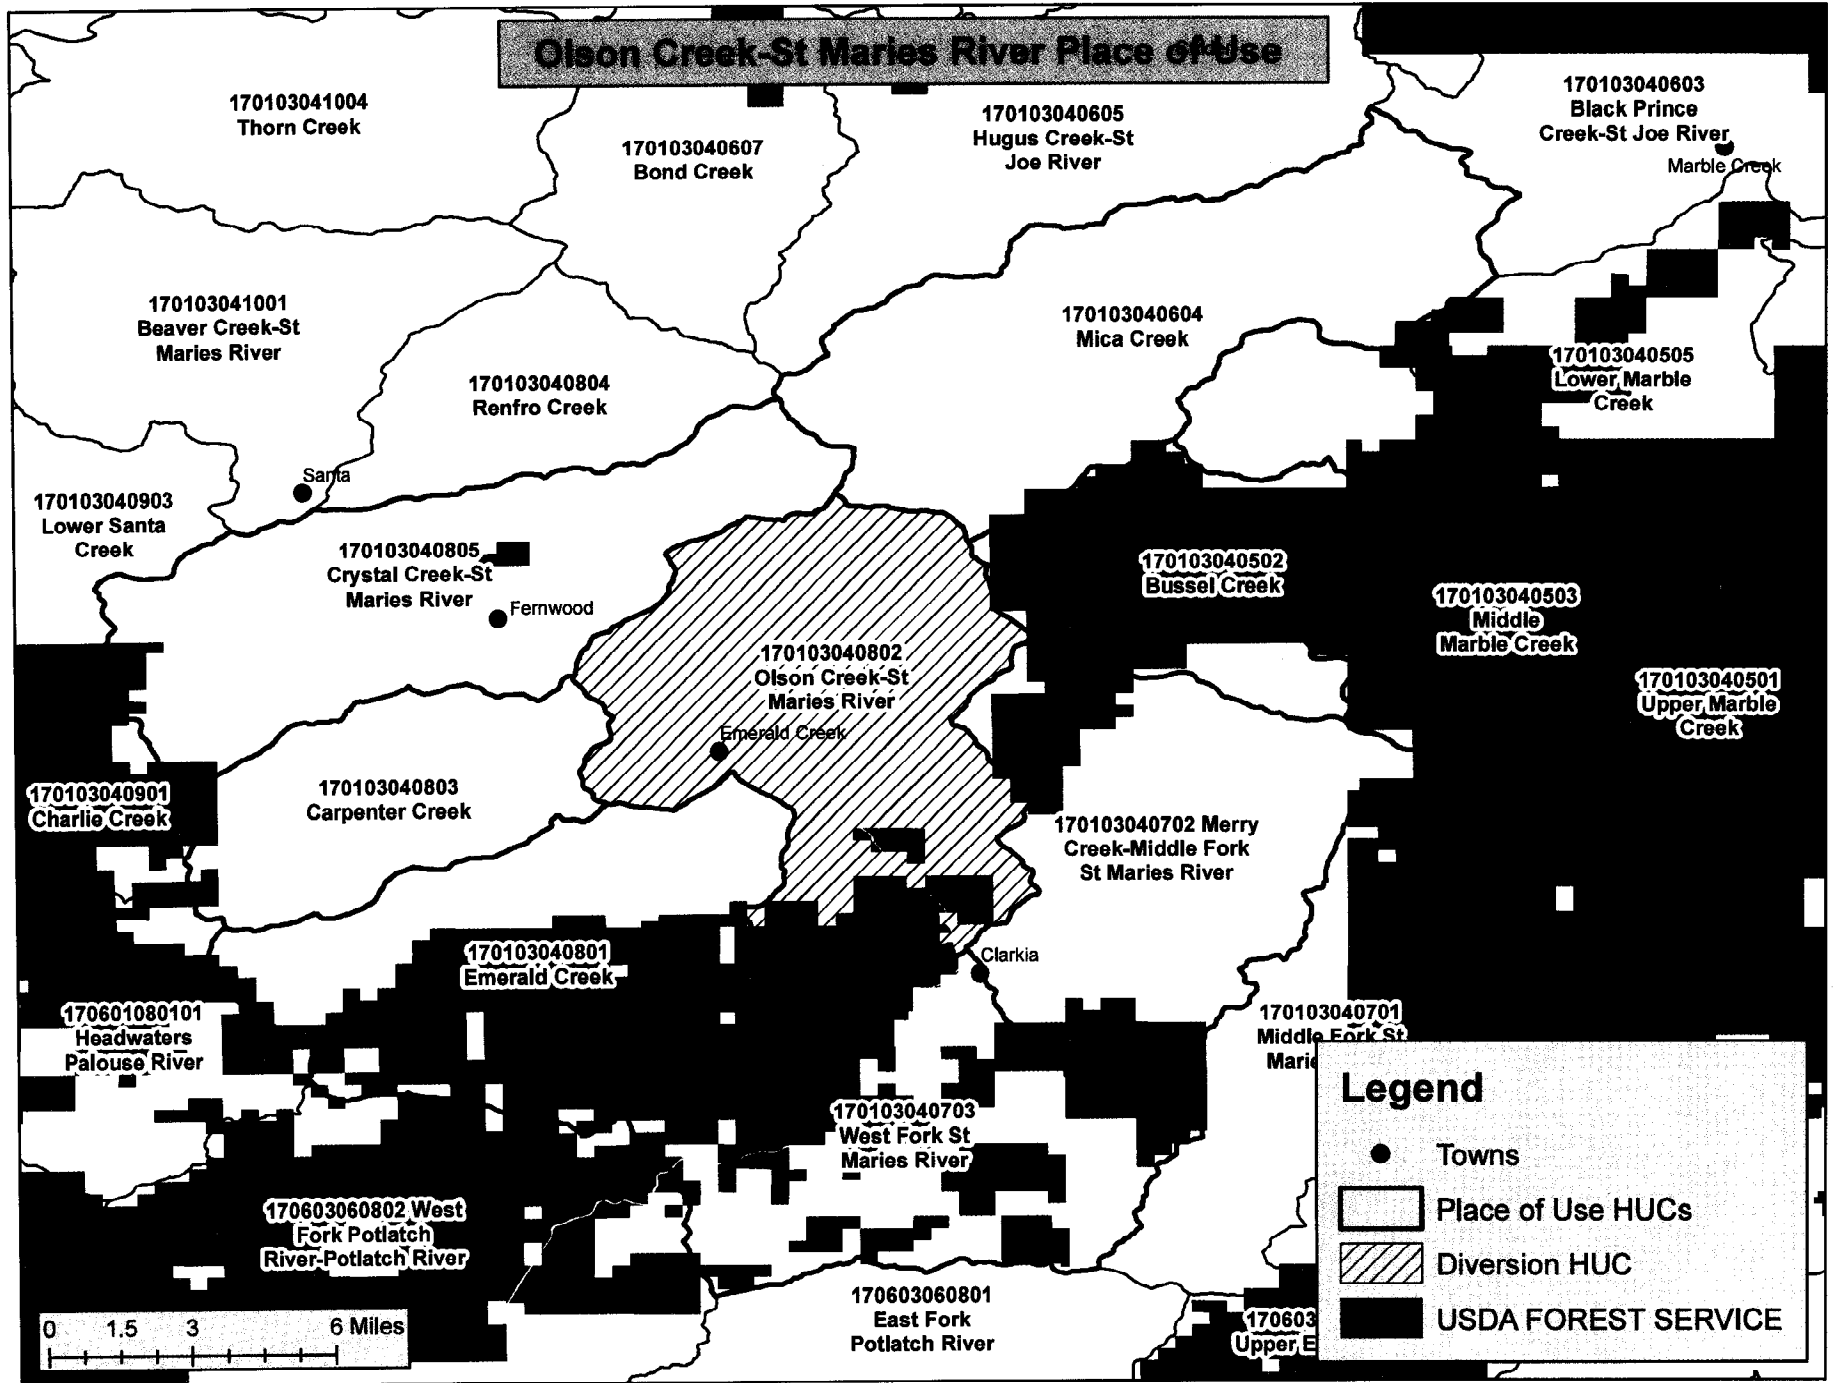 Olson Creek-St Maries River Place of Use
170103041004
Thorn Creek
170103040607
Bond Creek
170103040605
Hugus Creek-St
Joe River
170103040603
Black Prince
Creek-St Joe River
Marble Creek
170103041001
Beaver Creek-St
Maries River
170103040804
Renfro Creek
170103040604
Mica Creek
170103040505
Lower Marble
Creek
Santa
170103040903
Lower Santa
Creek
170103040805
Crystal Creek-St
Maries River
Fernwood
170103040502
Bussel Creek
170103040503
Middle
Marble Creek
170103040802
Olson Creek-St
Maries River
Emerald Creek
170103040501
Upper Marble
Creek
170103040901
Charlie Creek
170103040803
Carpenter Creek
170103040702 Merry
Creek-Middle Fork
St Maries River
170103040801
Emerald Creek
Clarkia
170601080101
Headwaters
Palouse River
170103040701
Middle Fork St
Marie
170103040703
West Fork St
Maries River
170603060802 West
Fork Potlatch
River-Potlatch River
170603060801
East Fork
Potlatch River
170603
Upper E
Legend
Towns
Place of Use HUCs
Diversion HUC
USDA FOREST SERVICE
0 1.5 3 6 Miles